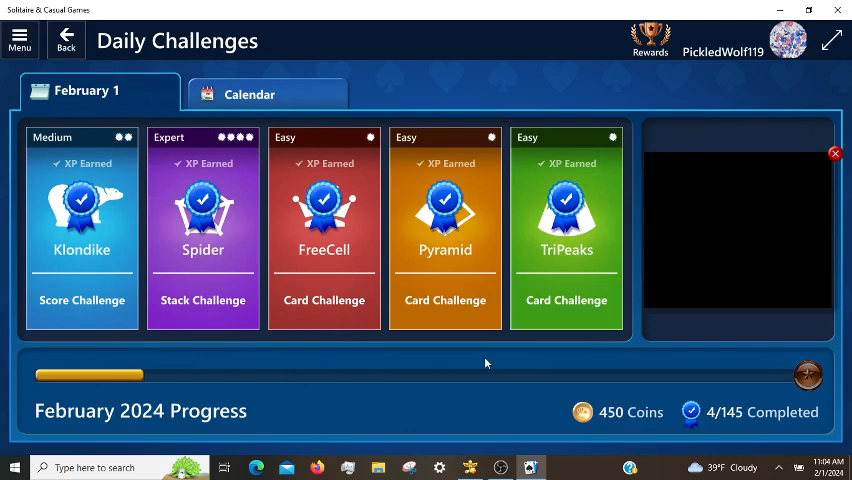 Solitaire & Casual Games
Menu
Back
Daily Challenges
Rewards
PickledWolf119
February 1
Calendar
Medium
Expert
Easy
Easy
Easy
XP Earned
XP Earned
XP Earned
XP Earned
XP Earned
Klondike
Spider
FreeCell
Pyramid
TriPeaks
Score Challenge
Stack Challenge
Card Challenge
Card Challenge
Card Challenge
February 2024 Progress
450 Coins
4/145 Completed
Type here to search
39°F Cloudy
11:04 AM
2/1/2024